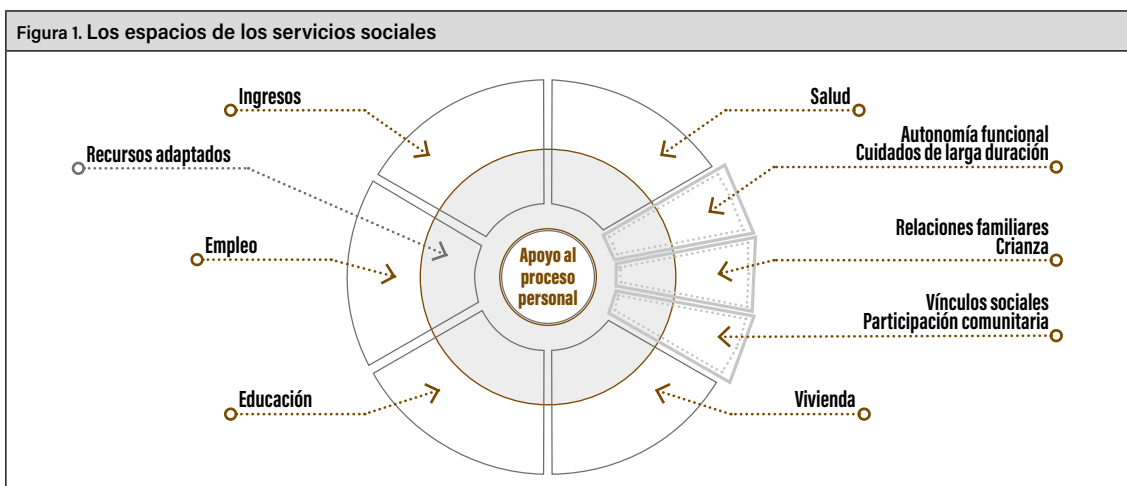 Figura 1. Los espacios de los servicios sociales
Ingresos
Salud
Recursos adaptados
Autonomía funcional
Cuidados de larga duración
Empleo
Apoyo al
proceso
personal
Relaciones familiares
Crianza
Vínculos sociales
Participación comunitaria
Educación
Vivienda